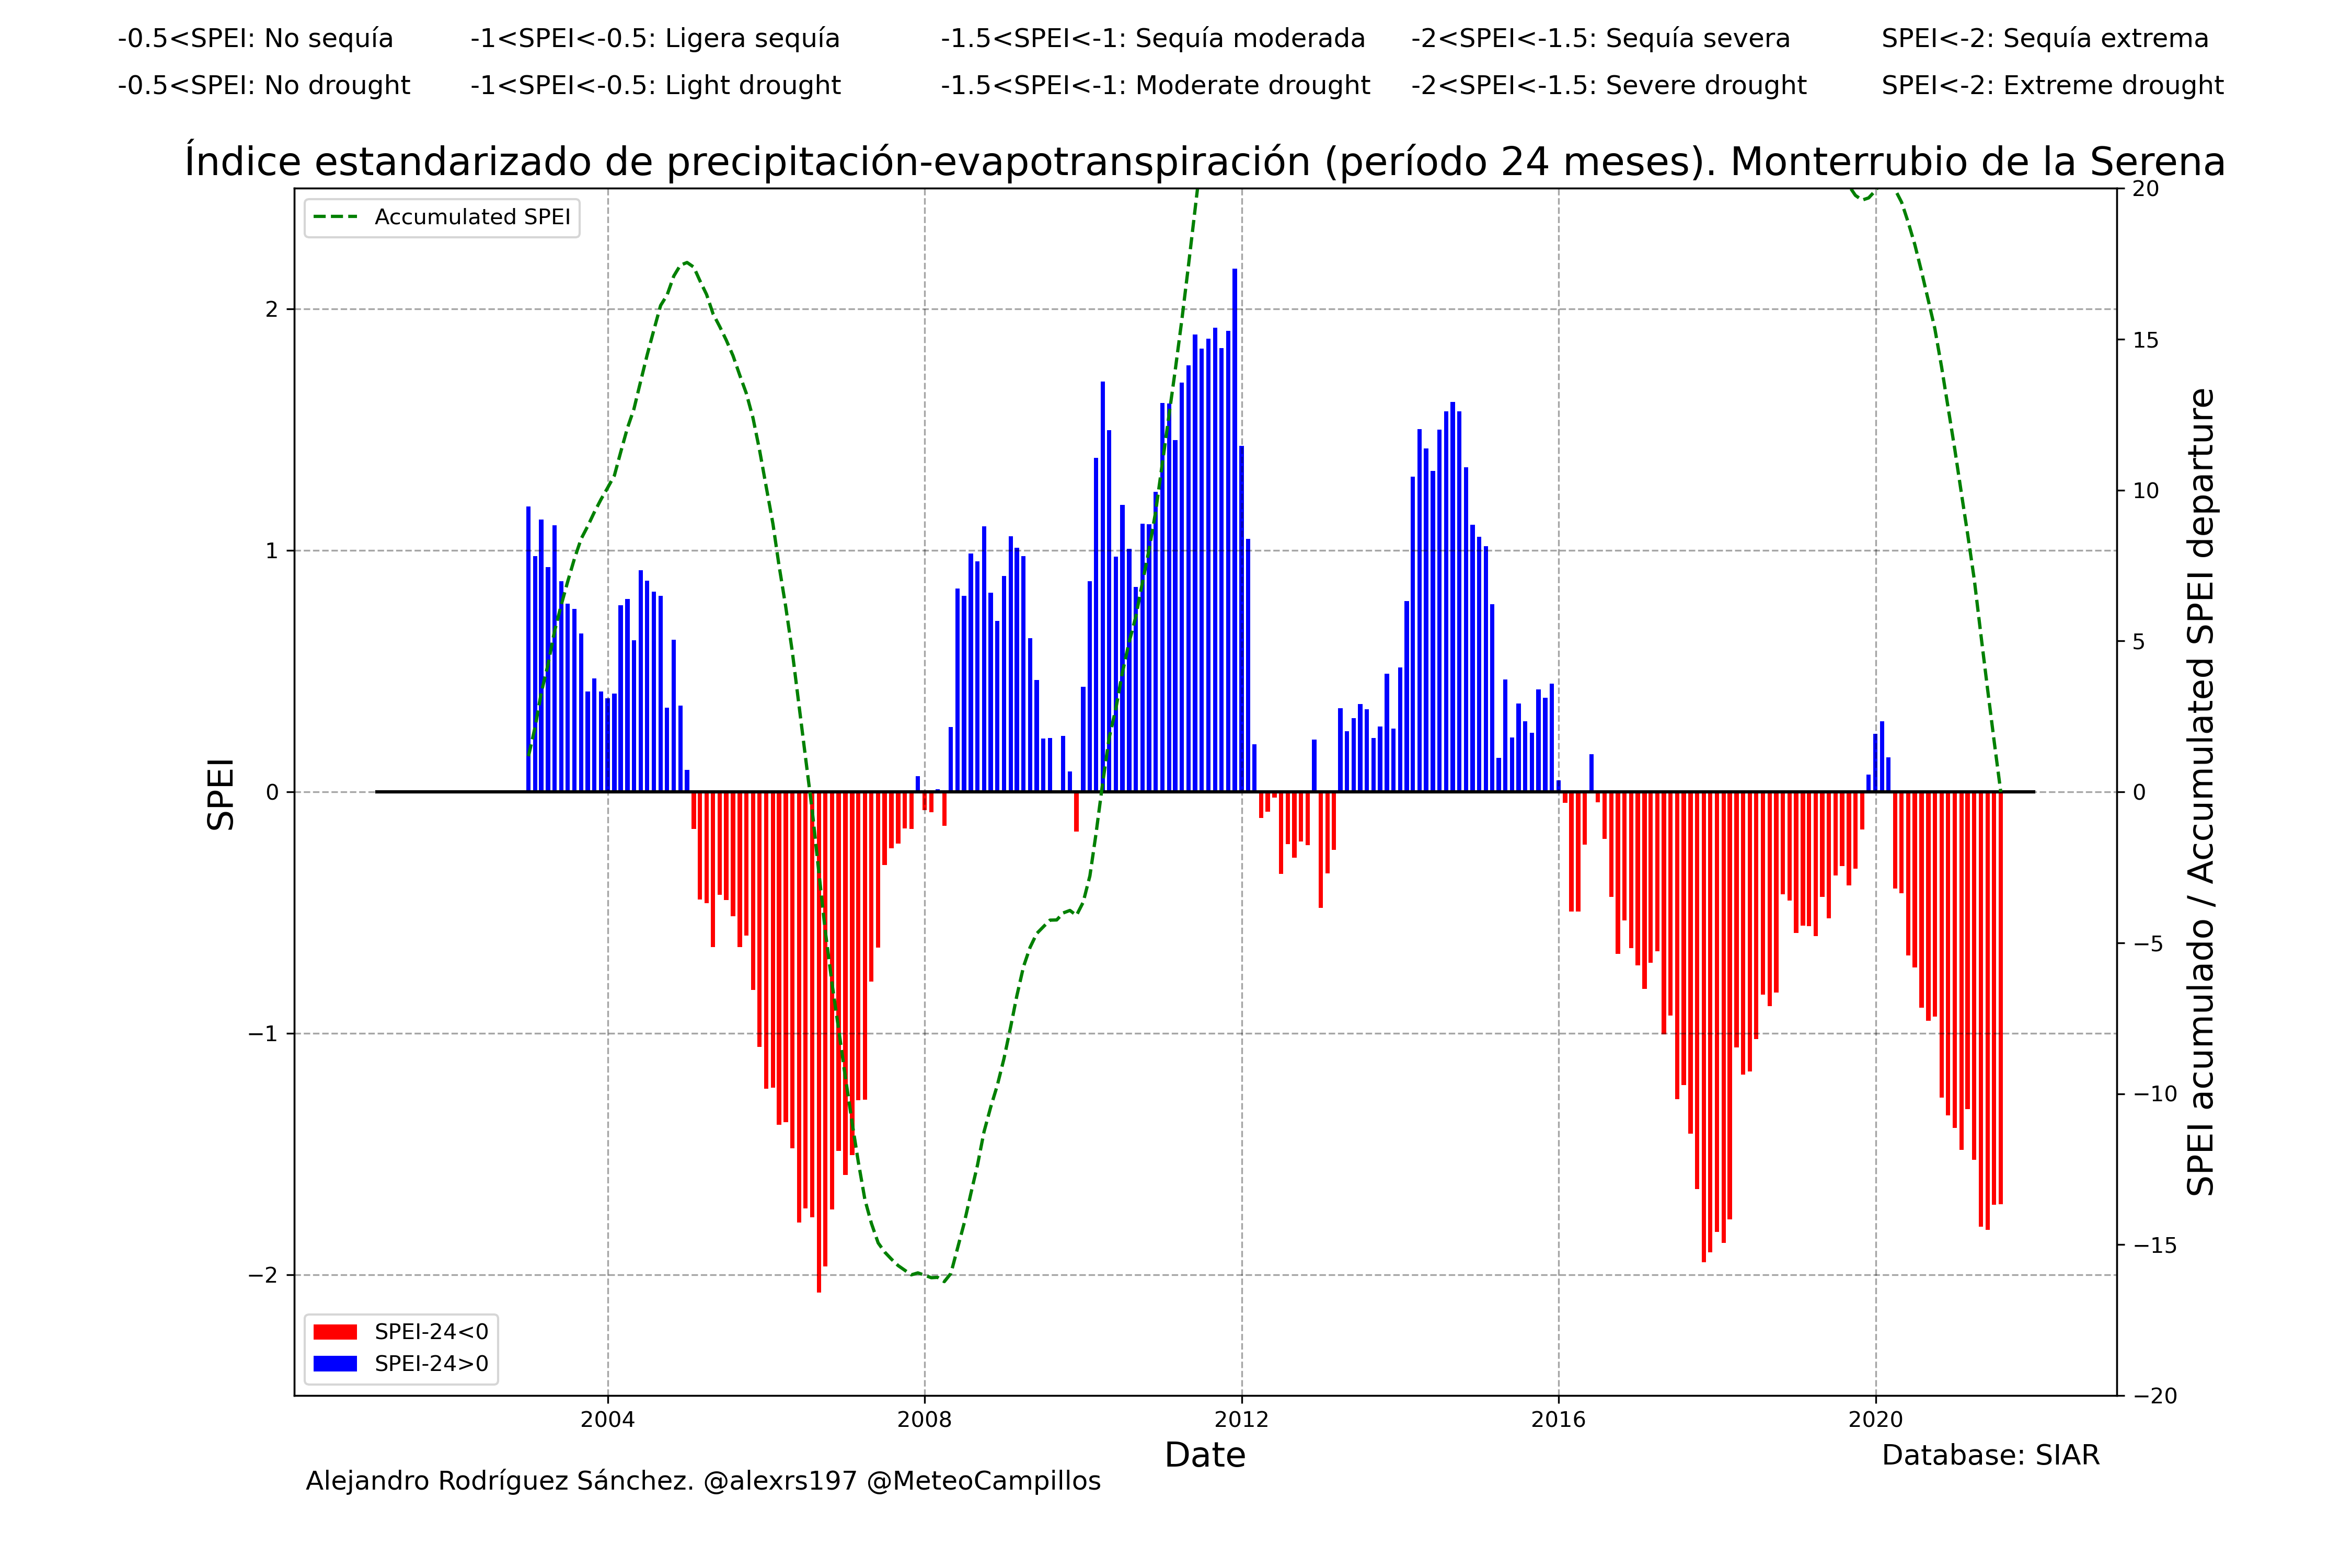 -0.5<SPEI: No sequía -1<SPEI<-0.5: Ligera sequía -1.5<SPEI<-1: Sequía moderada -2<SPEI<-1.5: Sequía severa SPEI<-2: Sequía extrema
-0.5<SPEI: No drought -1<SPEI<-0.5: Light drought -1.5<SPEI<-1: Moderate drought -2<SPEI<-1.5: Severe drought SPEI<-2: Extreme drought
Índice estandarizado de precipitación-evapotranspiración (período 24 meses). Monterrubio de la Serena
Accumulated SPEI
2
1
0
−1
−2
SPEI
20
15
10
5
0
−5
−10
−15
−20
SPEI acumulado / Accumulated SPEI departure
SPEI-24<0
SPEI-24>0
2004 2008 2012 2016 2020
Date
Database: SIAR
Alejandro Rodríguez Sánchez. @alexrs197 @MeteoCampillos